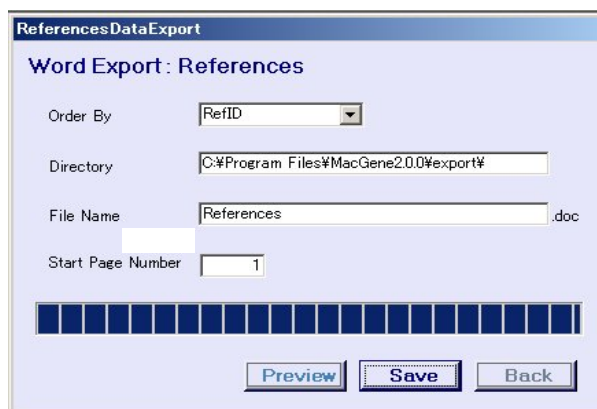 ReferencesDataExport
Word Export: References
Order By RefID
Directory C:¥Program Files¥MacGene2.0.0¥export¥
File Name References .doc
Start Page Number 1
Preview Save Back